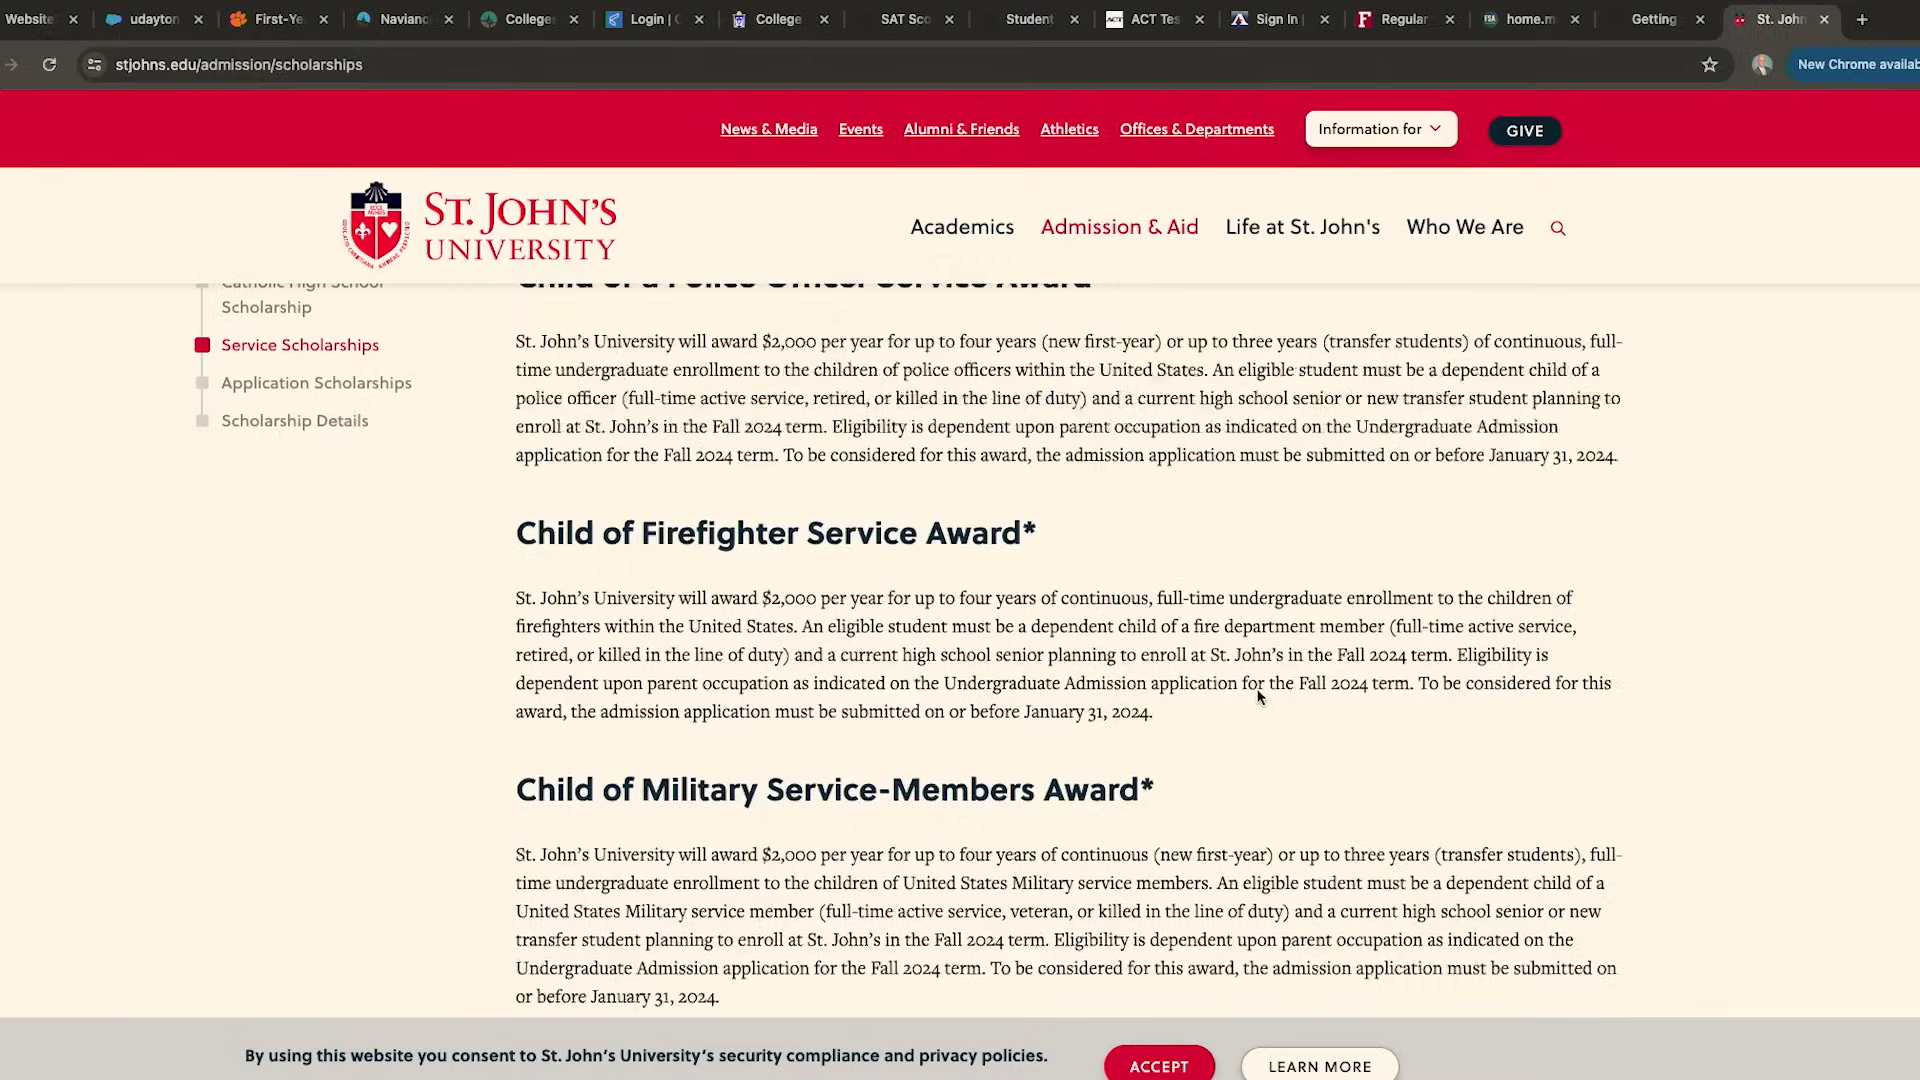 Website
udayton
First-Ye
Navianc
College
Login | C
College
SAT Sco
Student
ACT
ACT Tes
Sign In |
Regular
FSA
home.m
Getting
St. John
stjohns.edu/admission/scholarships
New Chrome availab
News & Media
Events
Alumni & Friends
Athletics
Offices & Departments
Information for
GIVE
ST. JOHN'S
UNIVERSITY
Academics
Admission & Aid
Life at St. John's
Who We Are
Catholic High School
Scholarship
Service Scholarships
Application Scholarships
Scholarship Details
Child of a Police Officer Service Award
St. John’s University will award $2,000 per year for up to four years (new first-year) or up to three years (transfer students) of continuous, full-
time undergraduate enrollment to the children of police officers within the United States. An eligible student must be a dependent child of a
police officer (full-time active service, retired, or killed in the line of duty) and a current high school senior or new transfer student planning to
enroll at St. John’s in the Fall 2024 term. Eligibility is dependent upon parent occupation as indicated on the Undergraduate Admission
application for the Fall 2024 term. To be considered for this award, the admission application must be submitted on or before January 31, 2024.
Child of Firefighter Service Award*
St. John’s University will award $2,000 per year for up to four years of continuous, full-time undergraduate enrollment to the children of
firefighters within the United States. An eligible student must be a dependent child of a fire department member (full-time active service,
retired, or killed in the line of duty) and a current high school senior planning to enroll at St. John’s in the Fall 2024 term. Eligibility is
dependent upon parent occupation as indicated on the Undergraduate Admission application for the Fall 2024 term. To be considered for this
award, the admission application must be submitted on or before January 31, 2024.
Child of Military Service-Members Award*
St. John’s University will award $2,000 per year for up to four years of continuous (new first-year) or up to three years (transfer students), full-
time undergraduate enrollment to the children of United States Military service members. An eligible student must be a dependent child of a
United States Military service member (full-time active service, veteran, or killed in the line of duty) and a current high school senior or new
transfer student planning to enroll at St. John’s in the Fall 2024 term. Eligibility is dependent upon parent occupation as indicated on the
Undergraduate Admission application for the Fall 2024 term. To be considered for this award, the admission application must be submitted on
or before January 31, 2024.
By using this website you consent to St. John’s University’s security compliance and privacy policies.
ACCEPT
LEARN MORE